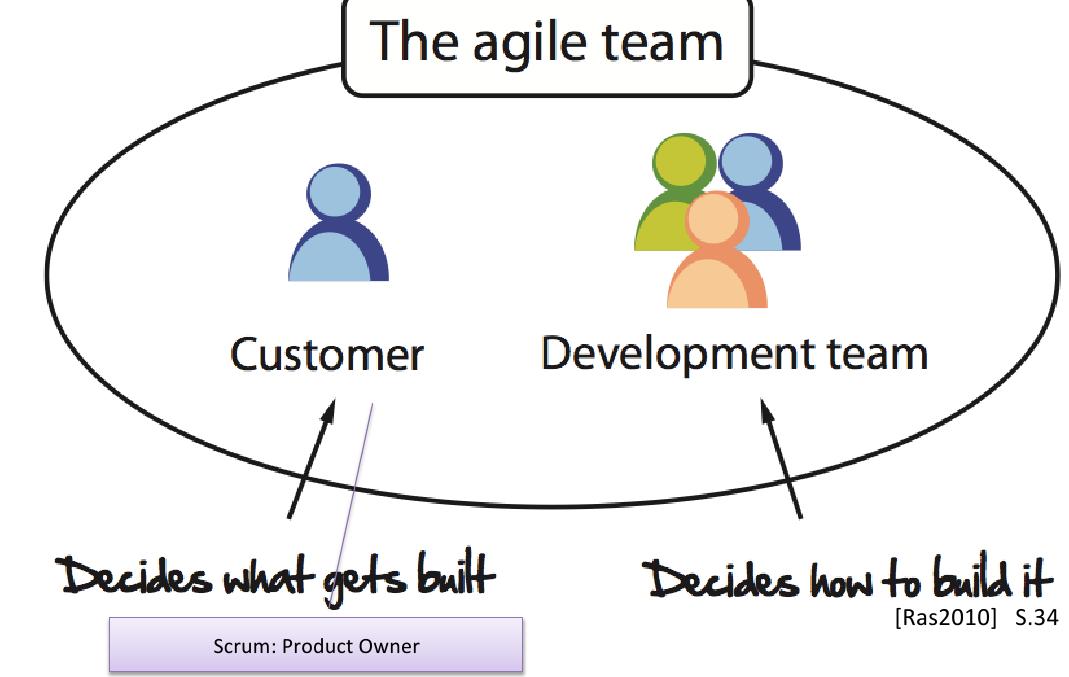 The agile team
Customer
Development team
Decides what gets built
Decides how to build it
[Ras2010] S.34
Scrum: Product Owner